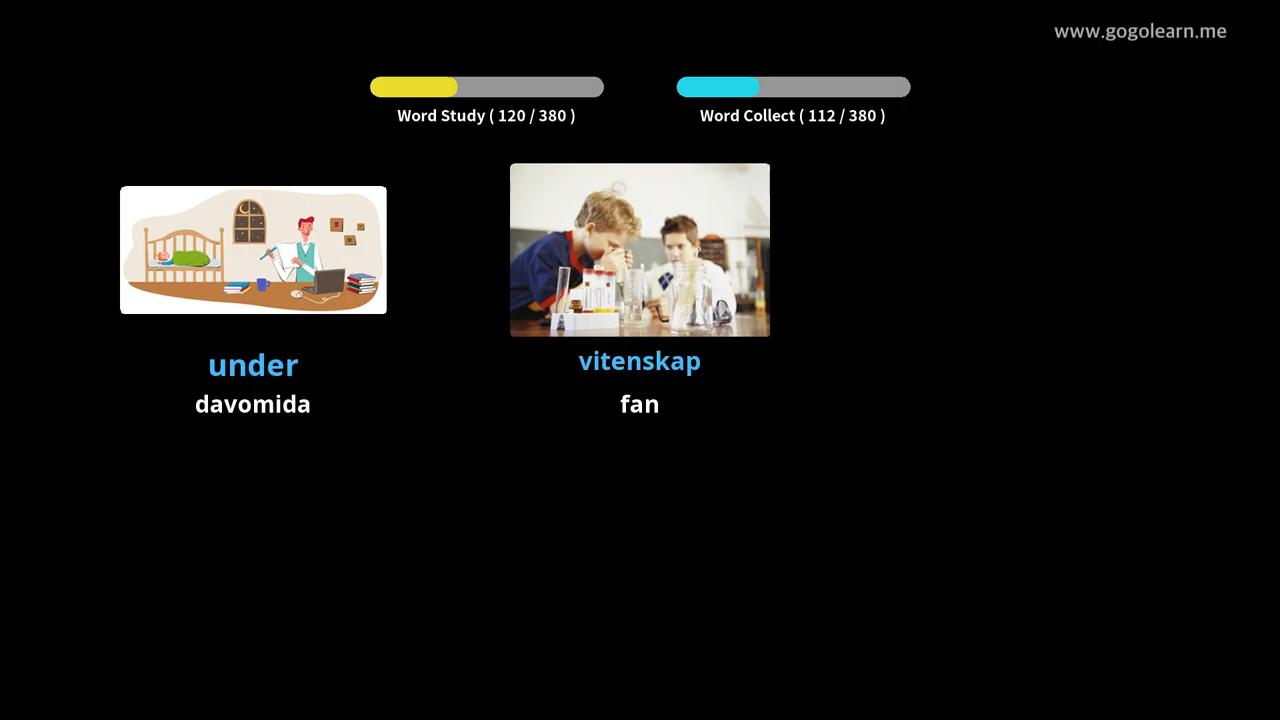 www.gogolearn.me
Word Study ( 120 / 380 )
Word Collect ( 112 / 380 )
under
davomida
vitenskap
fan